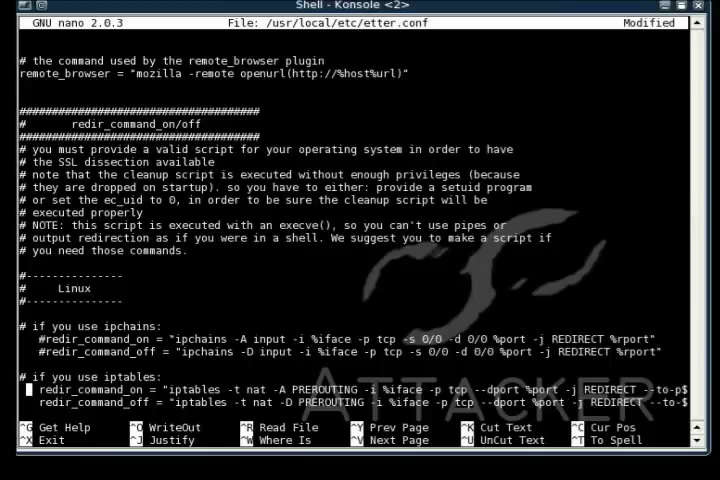 Shell - Konsole <2>
GNU nano 2.0.3 File: /usr/local/etc/etter.conf Modified
# the command used by the remote_browser plugin
remote_browser = "mozilla -remote openurl(http://%host%url)"
#####################################
# redir_command_on/off
#####################################
# you must provide a valid script for your operating system in order to have
# the SSL dissection available
# note that the cleanup script is executed without enough privileges (because
# they are dropped on startup). so you have to either: provide a setuid program
# or set the ec_uid to 0, in order to be sure the cleanup script will be
# executed properly
# NOTE: this script is executed with an execve(), so you can't use pipes or
# output redirection as if you were in a shell. We suggest you to make a script if
# you need those commands.
#---------------
# Linux
#---------------
# if you use ipchains:
#redir_command_on = "ipchains -A input -i %iface -p tcp -s 0/0 -d 0/0 %port -j REDIRECT %rport"
#redir_command_off = "ipchains -D input -i %iface -p tcp -s 0/0 -d 0/0 %port -j REDIRECT %rport"
# if you use iptables:
redir_command_on = "iptables -t nat -A PREROUTING -i %iface -p tcp --dport %port -j REDIRECT --to-p$
redir_command_off = "iptables -t nat -D PREROUTING -i %iface -p tcp --dport %port -j REDIRECT --to-$
ATTACKER
^G Get Help ^O WriteOut ^R Read File ^Y Prev Page ^K Cut Text ^C Cur Pos
^X Exit ^J Justify ^W Where Is ^V Next Page ^U UnCut Text ^T To Spell